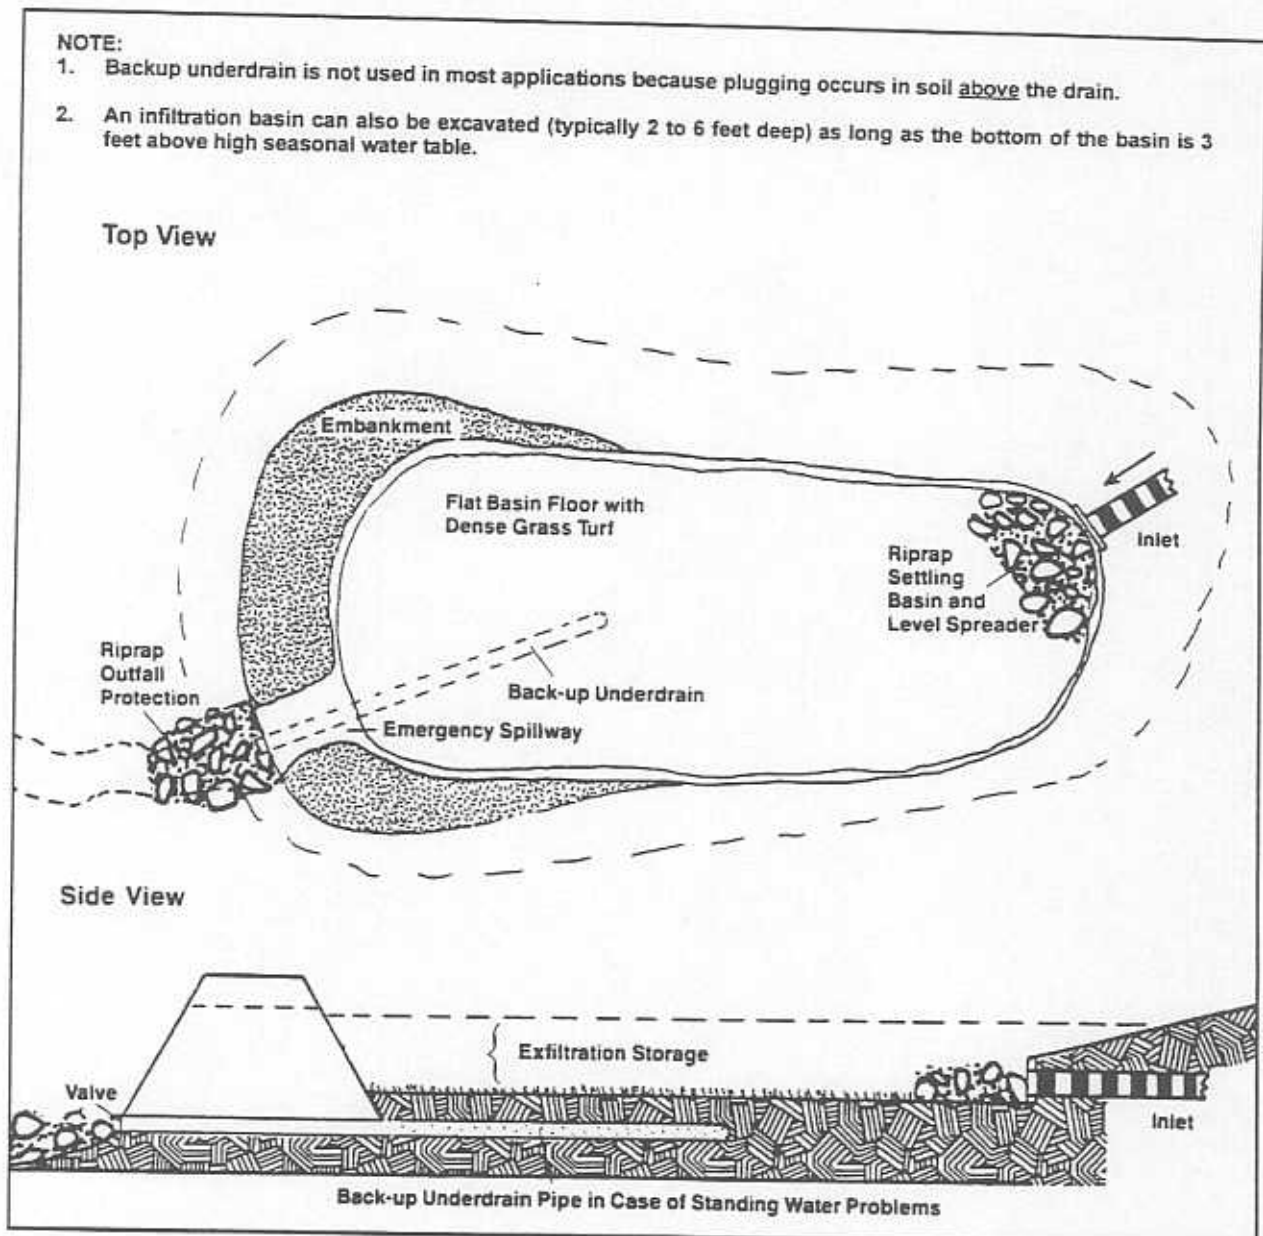 NOTE:
1. Backup underdrain is not used in most applications because plugging occurs in soil above the drain.
2. An infiltration basin can also be excavated (typically 2 to 6 feet deep) as long as the bottom of the basin is 3
feet above high seasonal water table.
Top View
Embankment
Flat Basin Floor with
Dense Grass Turf
Inlet
Riprap
Settling
Basin and
Level Spreader
Riprap
Outfall
Protection
Back-up Underdrain
Emergency Spillway
Side View
Exfiltration Storage
Valve
Inlet
Back-up Underdrain Pipe in Case of Standing Water Problems